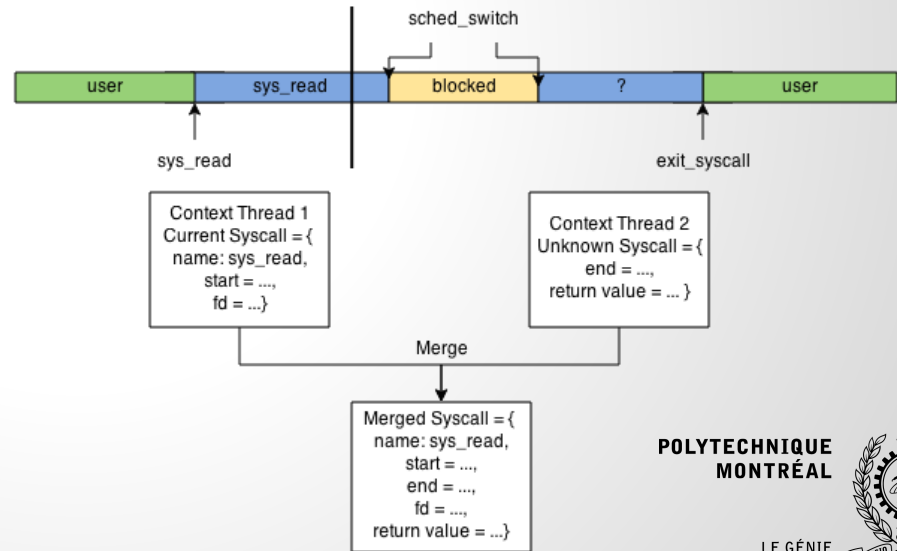 sched_switch
user
sys_read
blocked
?
user
sys_read
exit_syscall
Context Thread 1
Current Syscall = {
name: sys_read,
start = ...,
fd = ...}
Context Thread 2
Unknown Syscall = {
end = ...,
return value = ... }
Merge
Merged Syscall = {
name: sys_read,
start = ...,
end = ...,
fd = ...,
return value = ...}
POLYTECHNIQUE
MONTRÉAL
LE GÉNIE